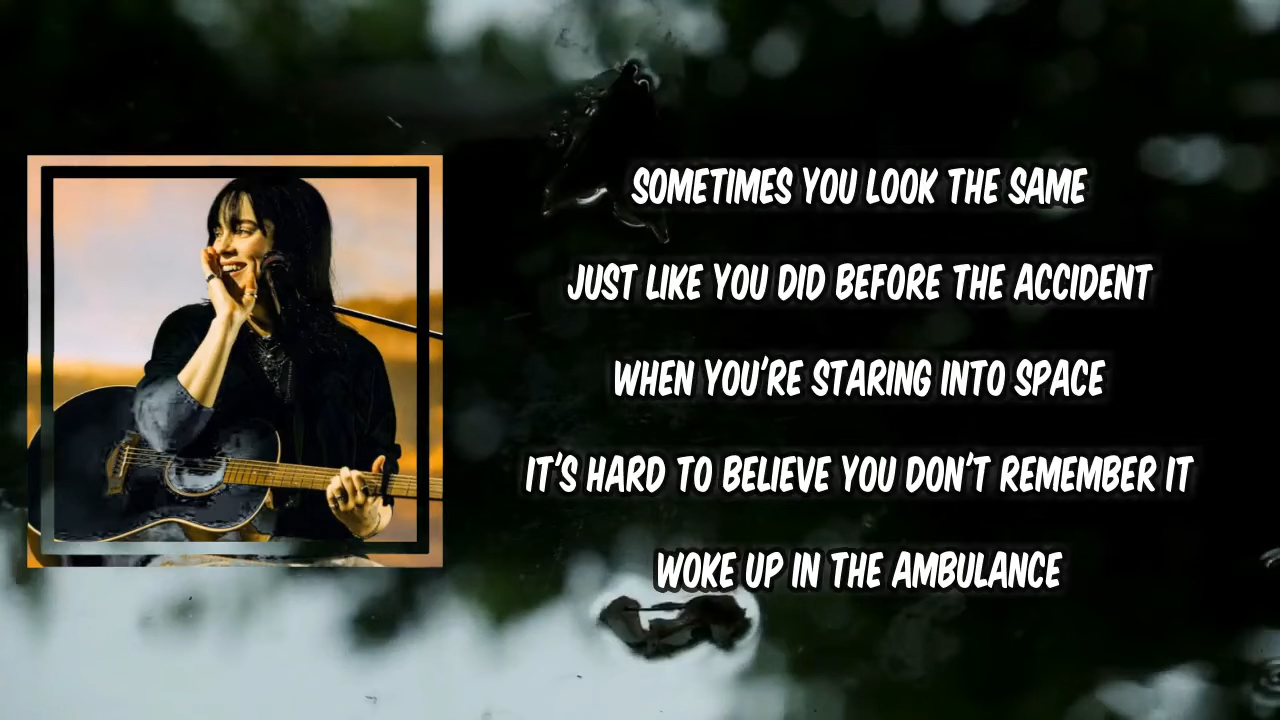 SOMETIMES YOU LOOK THE SAME
JUST LIKE YOU DID BEFORE THE ACCIDENT
WHEN YOU'RE STARING INTO SPACE
IT'S HARD TO BELIEVE YOU DON'T REMEMBER IT
WOKE UP IN THE AMBULANCE